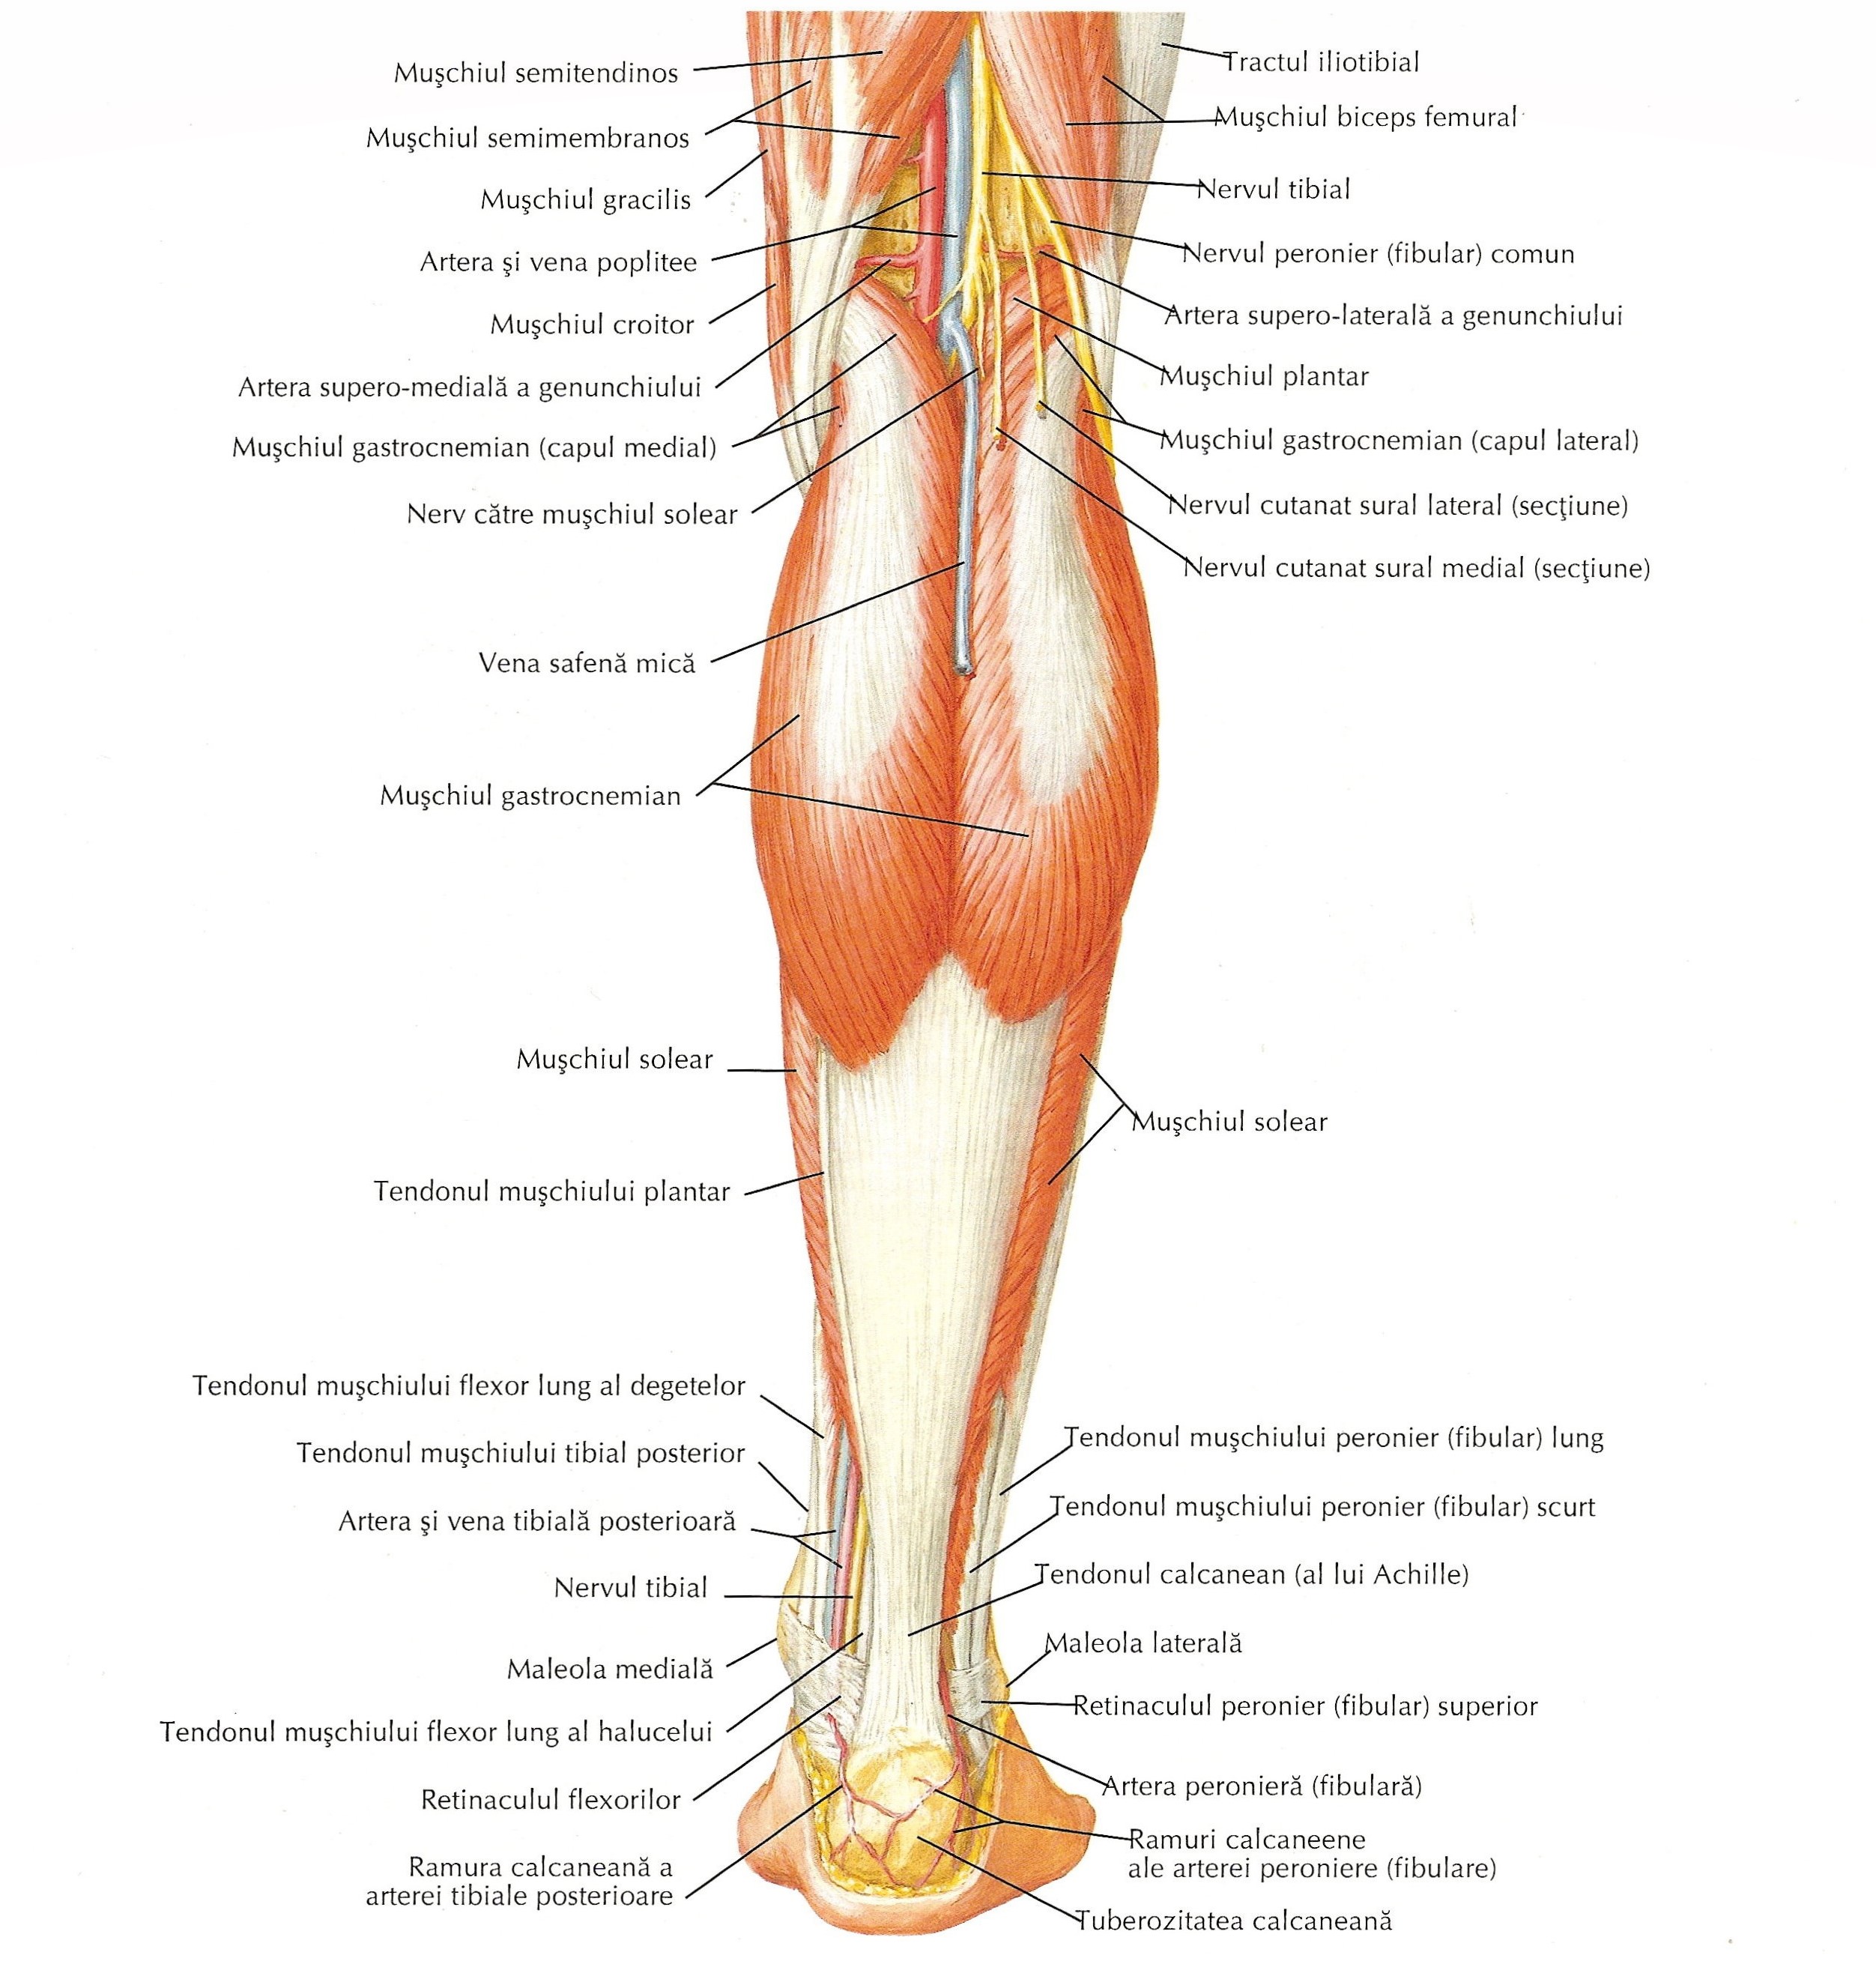 Muşchiul semitendinos
Muşchiul semimembranos
Muşchiul gracilis
Artera şi vena poplitee
Muşchiul croitor
Artera supero-medială a genunchiului
Muşchiul gastrocnemian (capul medial)
Nerv către muşchiul solear
Vena safenă mică
Muşchiul gastrocnemian
Muşchiul solear
Tendonul muşchiului plantar
Tendonul muşchiului flexor lung al degetelor
Tendonul muşchiului tibial posterior
Artera şi vena tibială posterioară
Nervul tibial
Maleola medială
Tendonul muşchiului flexor lung al halucelui
Retinaculul flexorilor
Ramura calcaneană a
arterei tibiale posterioare
Tractul iliotibial
Muşchiul biceps femural
Nervul tibial
Nervul peronier (fibular) comun
Artera supero-laterală a genunchiului
Muşchiul plantar
Muşchiul gastrocnemian (capul lateral)
Nervul cutanat sural lateral (secţiune)
Nervul cutanat sural medial (secţiune)
Muşchiul solear
Tendonul muşchiului peronier (fibular) lung
Tendonul muşchiului peronier (fibular) scurt
Tendonul calcanean (al lui Achille)
Maleola laterală
Retinaculul peronier (fibular) superior
Artera peronieră (fibulară)
Ramuri calcaneene
ale arterei peroniere (fibulare)
Tuberozitatea calcaneană